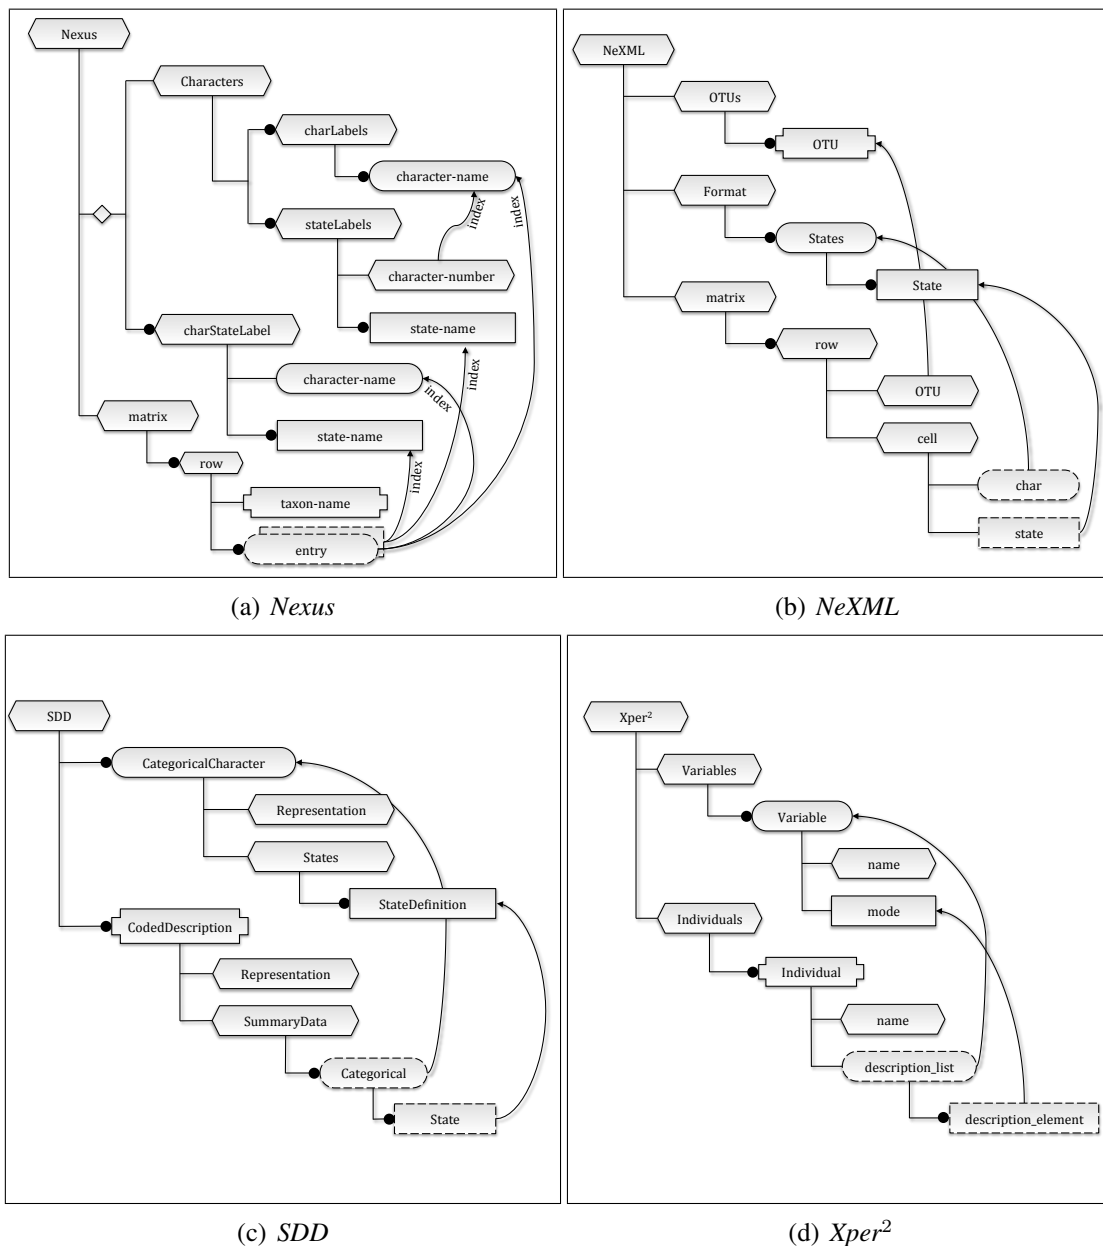 Nexus
Characters
charLabels
character-name
index
index
stateLabels
character-number
state-name
charStateLabel
index
character-name
index
matrix
state-name
row
index
taxon-name
entry
(a) Nexus
NeXML
OTUs
OTU
Format
States
State
matrix
row
OTU
cell
char
state
(b) NeXML
SDD
CategoricalCharacter
Representation
States
StateDefinition
CodedDescription
Representation
SummaryData
Categorical
State
(c) SDD
Xper²
Variables
Variable
name
mode
Individuals
Individual
name
description_list
description_element
(d) Xper²